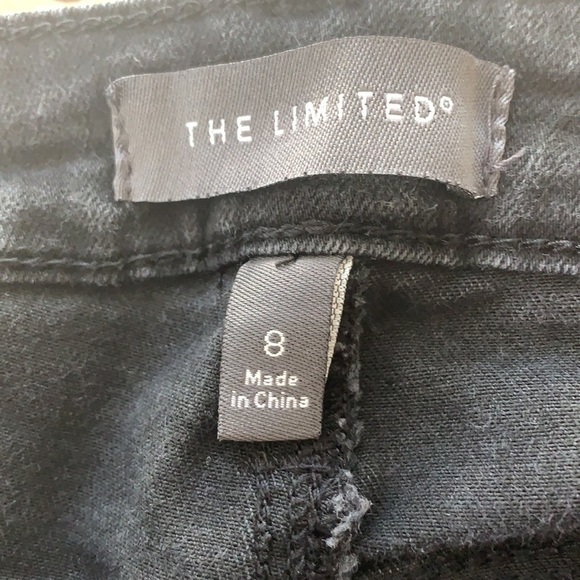 THE LIMITED®
8
Made
in China